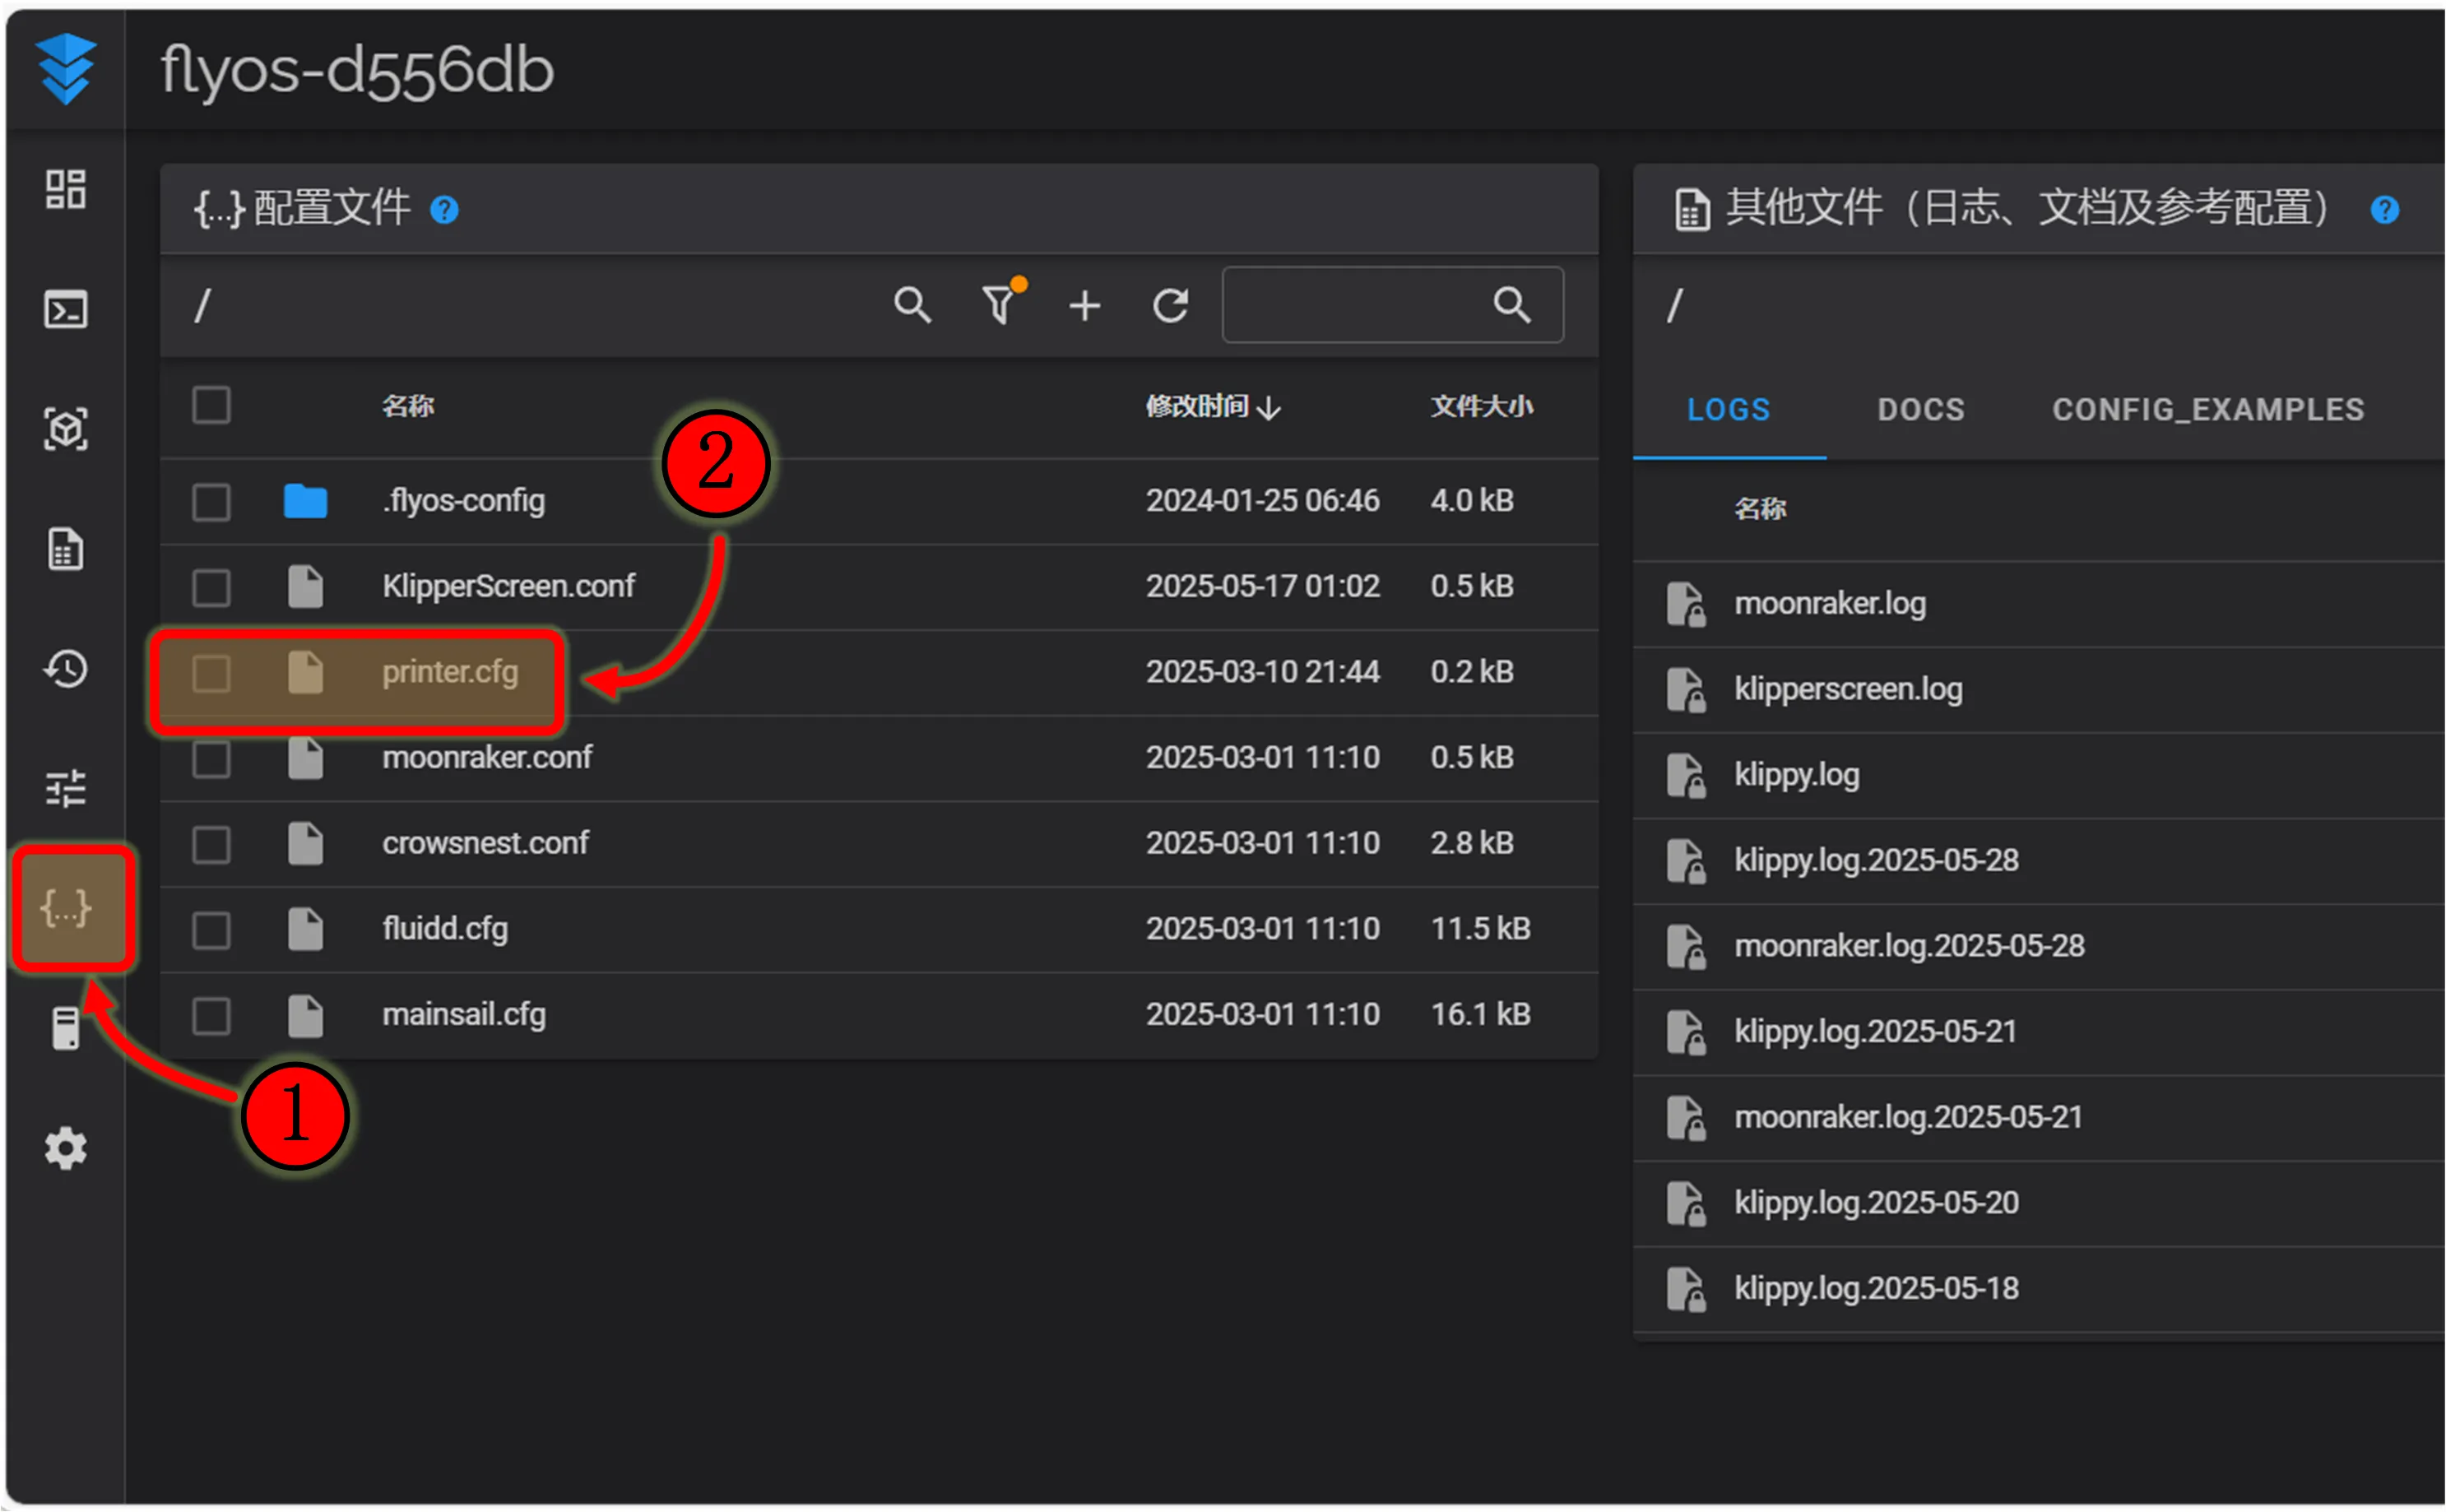 flyos-d556db
{...} 配置文件 ?
/
名称 修改时间 文件大小
.flyos-config 2024-01-25 06:46 4.0 kB
KlipperScreen.conf 2025-05-17 01:02 0.5 kB
printer.cfg 2025-03-10 21:44 0.2 kB
moonraker.conf 2025-03-01 11:10 0.5 kB
crowsnest.conf 2025-03-01 11:10 2.8 kB
fluidd.cfg 2025-03-01 11:10 11.5 kB
mainsail.cfg 2025-03-01 11:10 16.1 kB
{...}
1
2
其他文件（日志、文档及参考配置） ?
/
LOGS DOCS CONFIG_EXAMPLES
名称
moonraker.log
klipperscreen.log
klippy.log
klippy.log.2025-05-28
moonraker.log.2025-05-28
klippy.log.2025-05-21
moonraker.log.2025-05-21
klippy.log.2025-05-20
klippy.log.2025-05-18